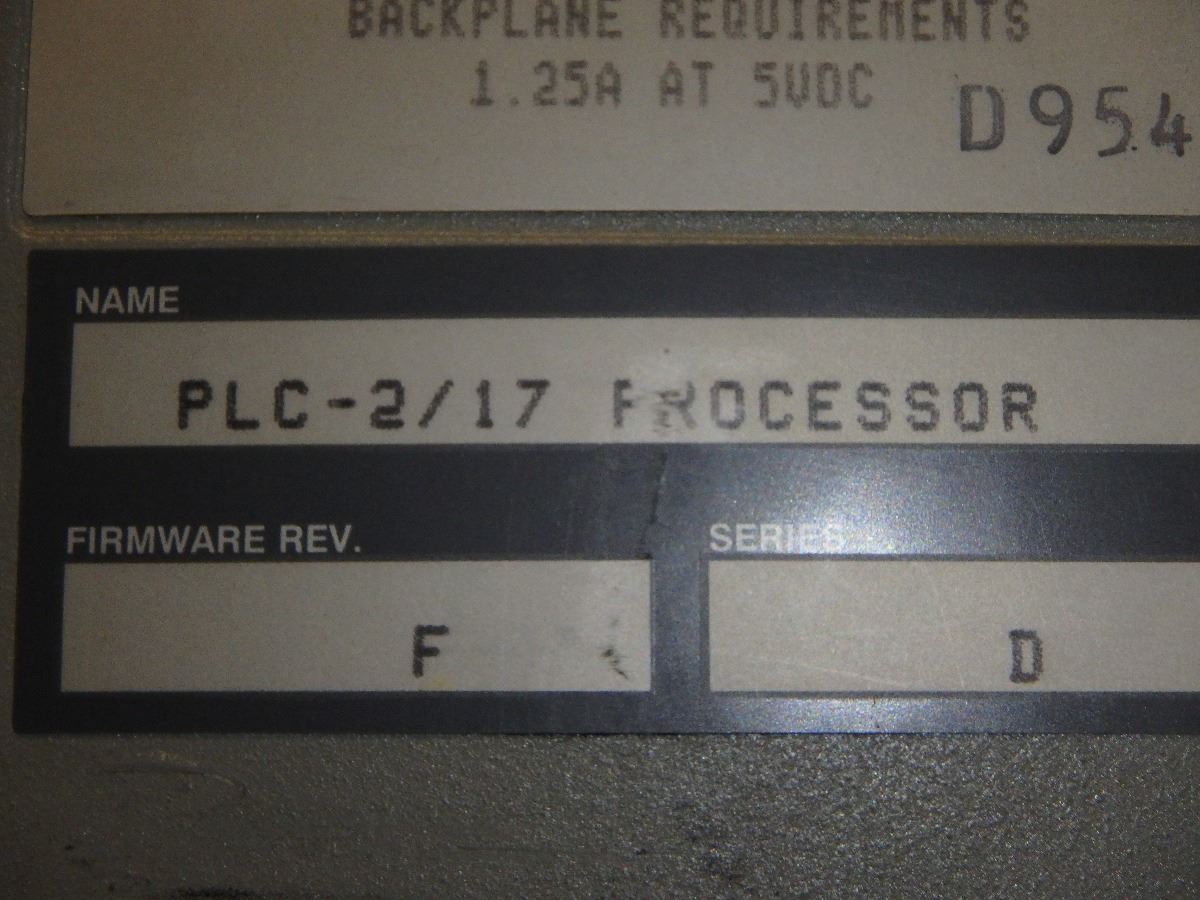 BACKPLANE REQUIREMENTS
1.25A AT 5VDC
D954
NAME
PLC-2/17 PROCESSOR
FIRMWARE REV.
SERIES
F
D